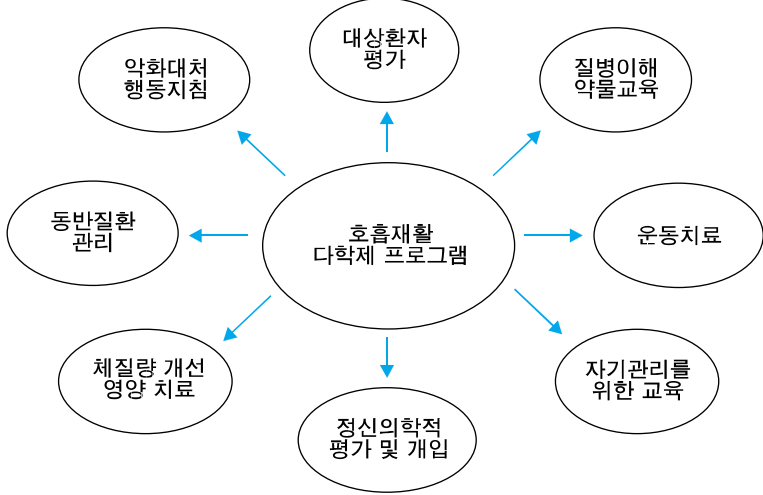 대상환자
평가
악화대처
행동지침
질병이해
약물교육
동반질환
관리
호흡재활
다학제 프로그램
운동치료
체질량 개선
영양 치료
자기관리를
위한 교육
정신의학적
평가 및 개입